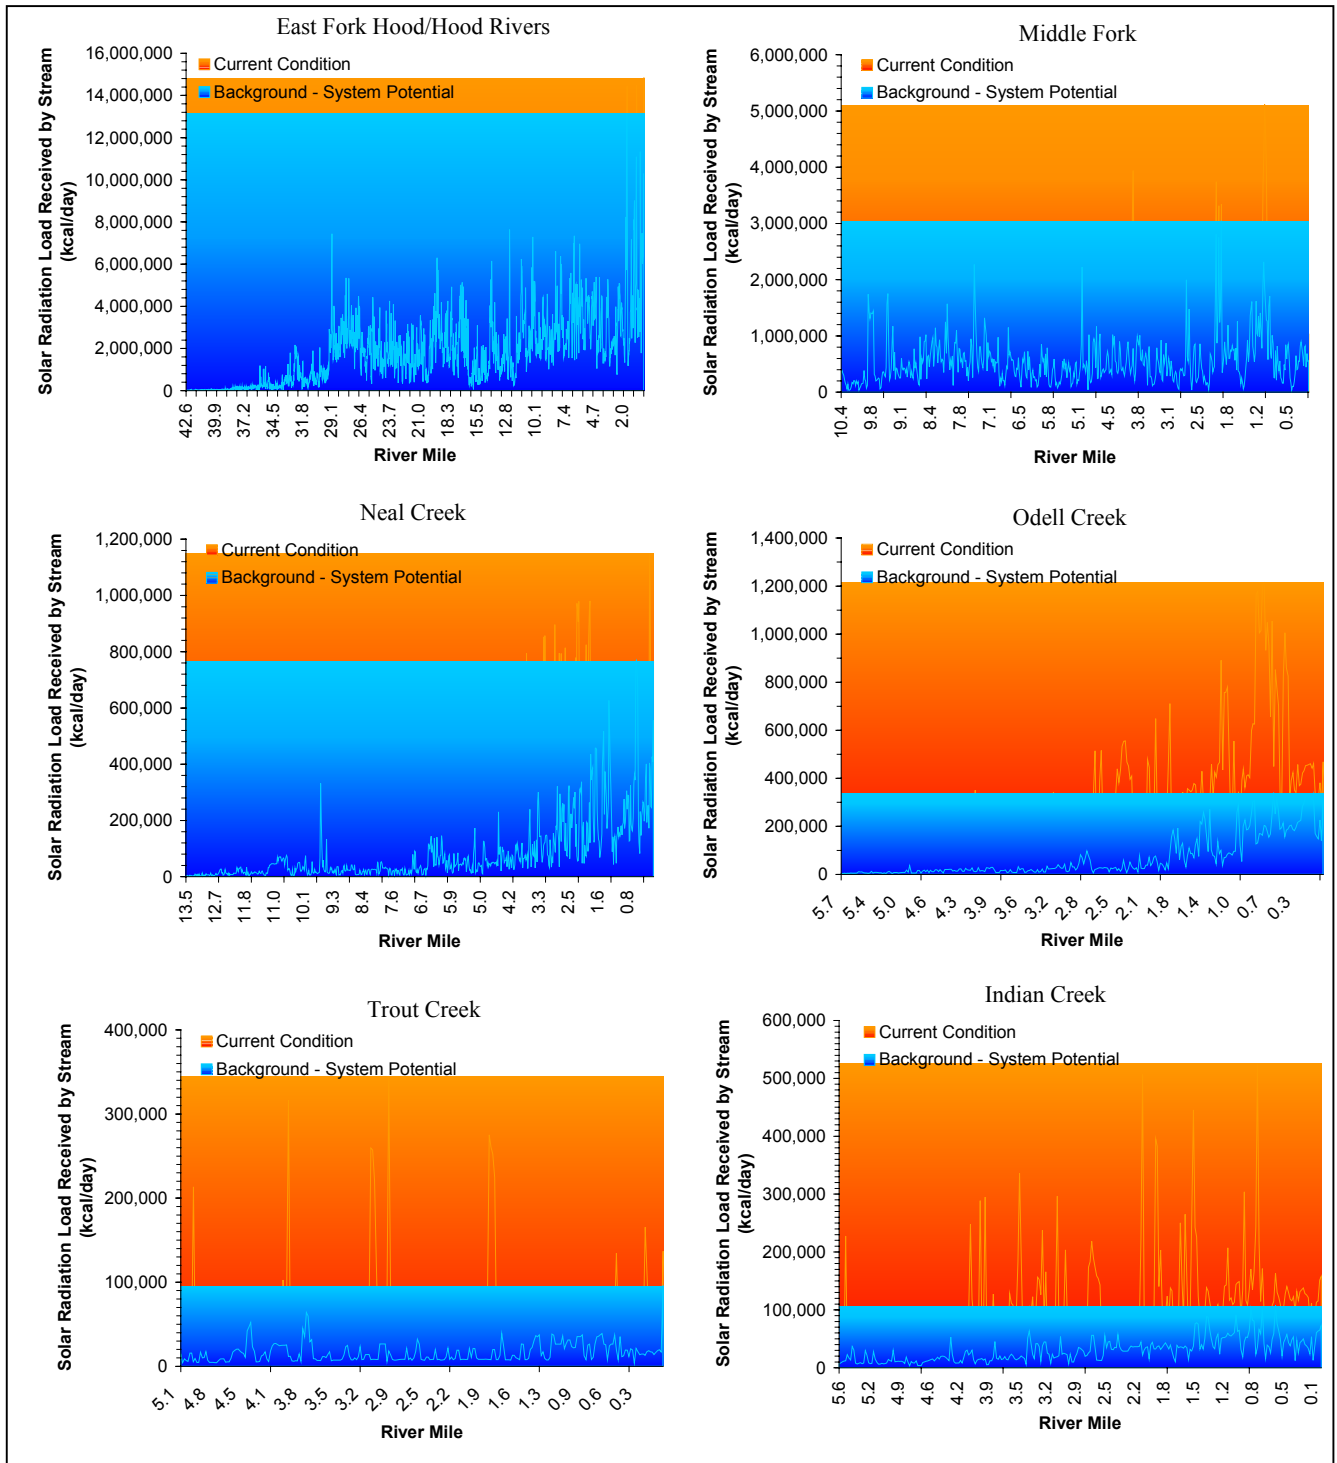 East Fork Hood/Hood Rivers
Solar Radiation Load Received by Stream
(kcal/day)
16,000,000
14,000,000
12,000,000
10,000,000
8,000,000
6,000,000
4,000,000
2,000,000
0
Current Condition
Background - System Potential
42.6 39.9 37.2 34.5 31.8 29.1 26.4 23.7 21.0 18.3 15.5 12.8 10.1 7.4 4.7 2.0
River Mile
Middle Fork
Solar Radiation Load Received by Stream
(kcal/day)
6,000,000
5,000,000
4,000,000
3,000,000
2,000,000
1,000,000
0
Current Condition
Background - System Potential
10.4 9.8 9.1 8.4 7.8 7.1 6.5 5.8 5.1 4.5 3.8 3.1 2.5 1.8 1.2 0.5
River Mile
Neal Creek
Solar Radiation Load Received by Stream
(kcal/day)
1,200,000
1,000,000
800,000
600,000
400,000
200,000
0
Current Condition
Background - System Potential
13.5 12.7 11.8 11.0 10.1 9.3 8.4 7.6 6.7 5.9 5.0 4.2 3.3 2.5 1.6 0.8
River Mile
Odell Creek
Solar Radiation Load Received by Stream
(kcal/day)
1,400,000
1,200,000
1,000,000
800,000
600,000
400,000
200,000
0
Current Condition
Background - System Potential
5.7 5.4 5.0 4.6 4.3 3.9 3.6 3.2 2.8 2.5 2.1 1.8 1.4 1.0 0.7 0.3
River Mile
Trout Creek
Solar Radiation Load Received by Stream
(kcal/day)
400,000
300,000
200,000
100,000
0
Current Condition
Background - System Potential
5.1 4.8 4.5 4.1 3.8 3.5 3.2 2.9 2.5 2.2 1.9 1.6 1.3 0.9 0.6 0.3
River Mile
Indian Creek
Solar Radiation Load Received by Stream
(kcal/day)
600,000
500,000
400,000
300,000
200,000
100,000
0
Current Condition
Background - System Potential
5.6 5.2 4.9 4.6 4.2 3.9 3.5 3.2 2.9 2.5 2.2 1.8 1.5 1.2 0.8 0.5 0.1
River Mile